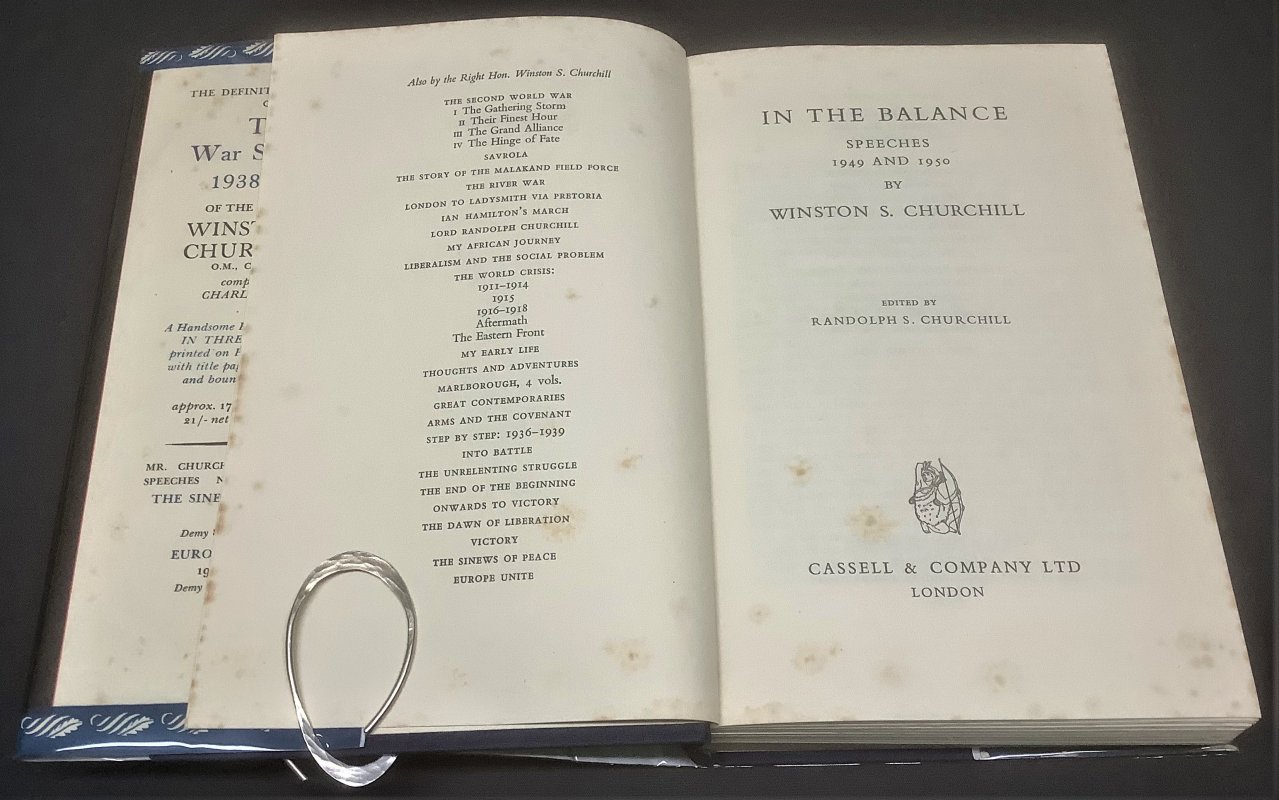 THE DEFINIT
War S
1938
OF THE
WINS
CHUR
O.M., C
comp
CHARL
A Handsome
IN THRE
printed on
with title pag
and boun
approx. 17
21/- net
MR. CHURCH
SPEECHES
THE SINE
Demy
EURO
19
Demy
Also by the Right Hon. Winston S. Churchill
THE SECOND WORLD WAR
I The Gathering Storm
II Their Finest Hour
III The Grand Alliance
IV The Hinge of Fate
SAVROLA
THE STORY OF THE MALAKAND FIELD FORCE
THE RIVER WAR
LONDON TO LADYSMITH VIA PRETORIA
IAN HAMILTON'S MARCH
LORD RANDOLPH CHURCHILL
MY AFRICAN JOURNEY
LIBERALISM AND THE SOCIAL PROBLEM
THE WORLD CRISIS:
1911–1914
1915
1916–1918
Aftermath
The Eastern Front
MY EARLY LIFE
THOUGHTS AND ADVENTURES
MARLBOROUGH, 4 vols.
GREAT CONTEMPORARIES
ARMS AND THE COVENANT
STEP BY STEP: 1936–1939
INTO BATTLE
THE UNRELENTING STRUGGLE
THE END OF THE BEGINNING
ONWARDS TO VICTORY
THE DAWN OF LIBERATION
VICTORY
THE SINEWS OF PEACE
EUROPE UNITE
IN THE BALANCE
SPEECHES
1949 AND 1950
BY
WINSTON S. CHURCHILL
EDITED BY
RANDOLPH S. CHURCHILL
CASSELL & COMPANY LTD
LONDON